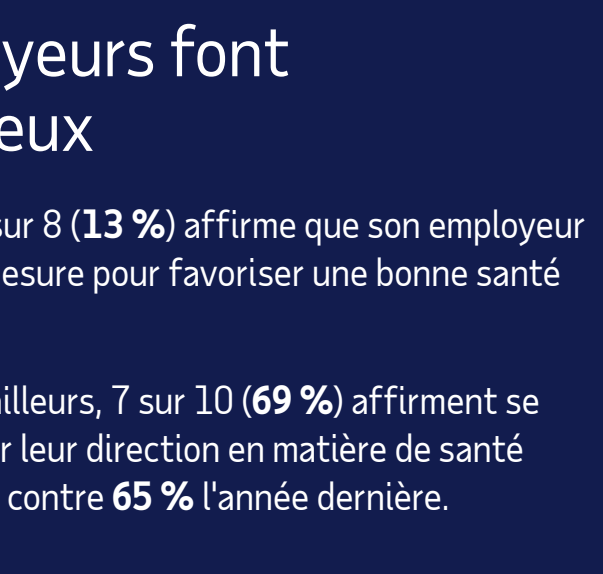 yeurs font
eux
sur 8 (13 %) affirme que son employeur
esure pour favoriser une bonne santé
illeurs, 7 sur 10 (69 %) affirment se
r leur direction en matière de santé
contre 65 % l'année dernière.